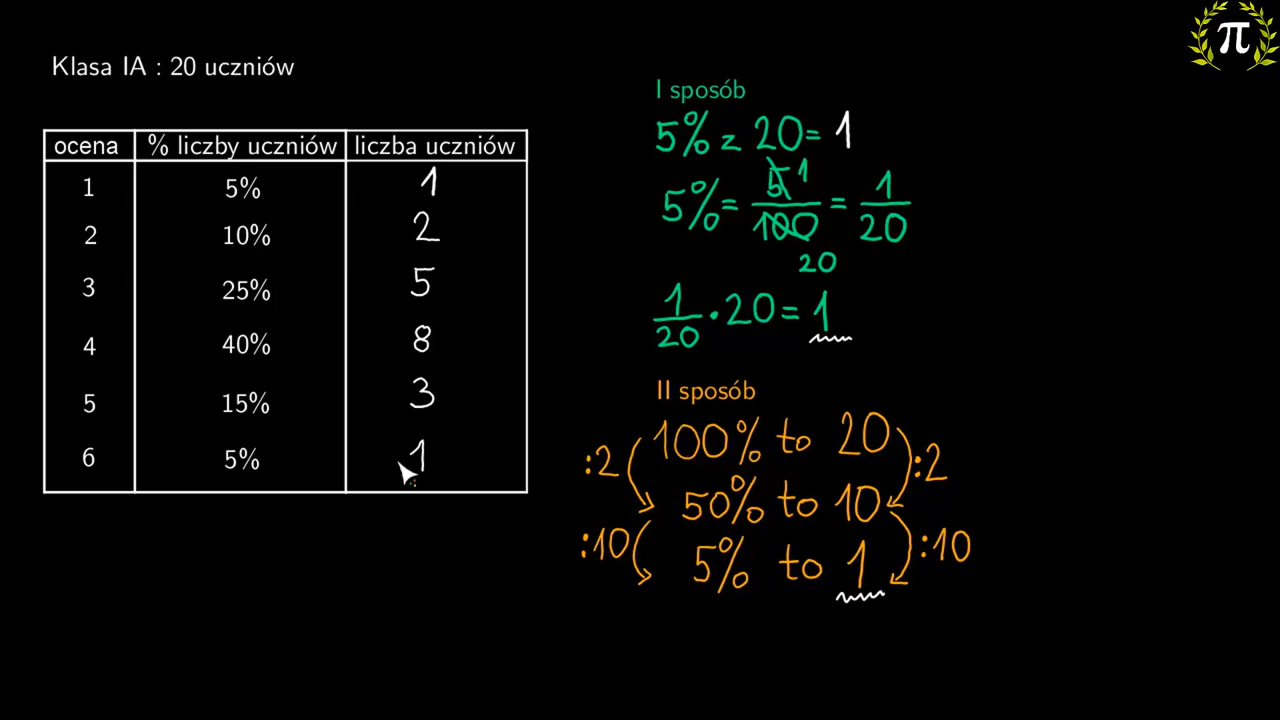 Klasa IA : 20 uczniów
ocena % liczby uczniów liczba uczniów
1 5% 1
2 10% 2
3 25% 5
4 40% 8
5 15% 3
6 5% 1
I sposób
5% z 20 = 1
5% = 5/100 = 1/20
1
20
1/20 · 20 = 1
II sposób
100% to 20
:2 :2
50% to 10
:10 :10
5% to 1
π